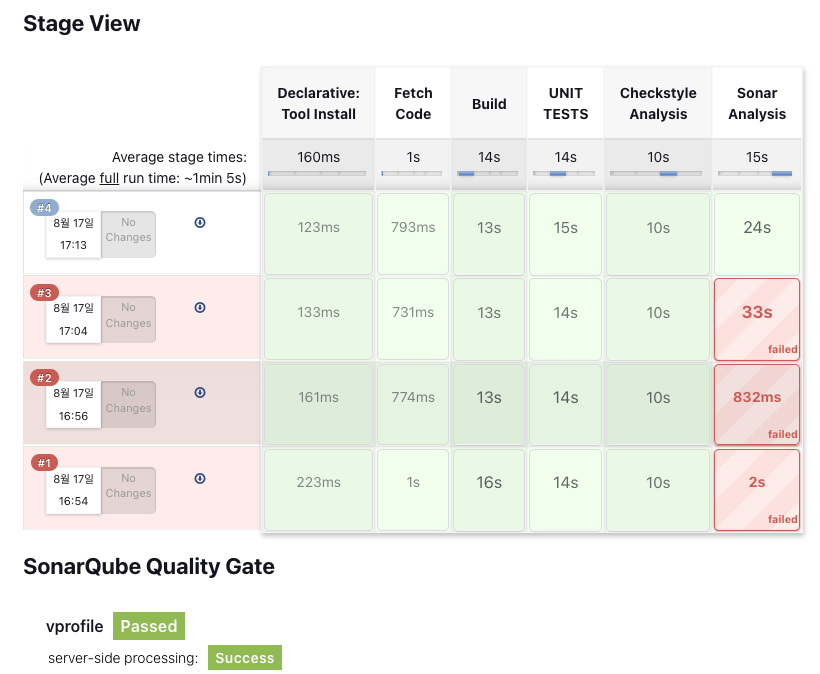 Stage View
Declarative: Tool Install
Fetch Code
Build
UNIT TESTS
Checkstyle Analysis
Sonar Analysis
Average stage times:
(Average full run time: ~1min 5s)
160ms 1s 14s 14s 10s 15s
#4
8월 17일
17:13
No Changes
123ms 793ms 13s 15s 10s 24s
#3
8월 17일
17:04
No Changes
133ms 731ms 13s 14s 10s 33s
failed
#2
8월 17일
16:56
No Changes
161ms 774ms 13s 14s 10s 832ms
failed
#1
8월 17일
16:54
No Changes
223ms 1s 16s 14s 10s 2s
failed
SonarQube Quality Gate
vprofile Passed
server-side processing: Success